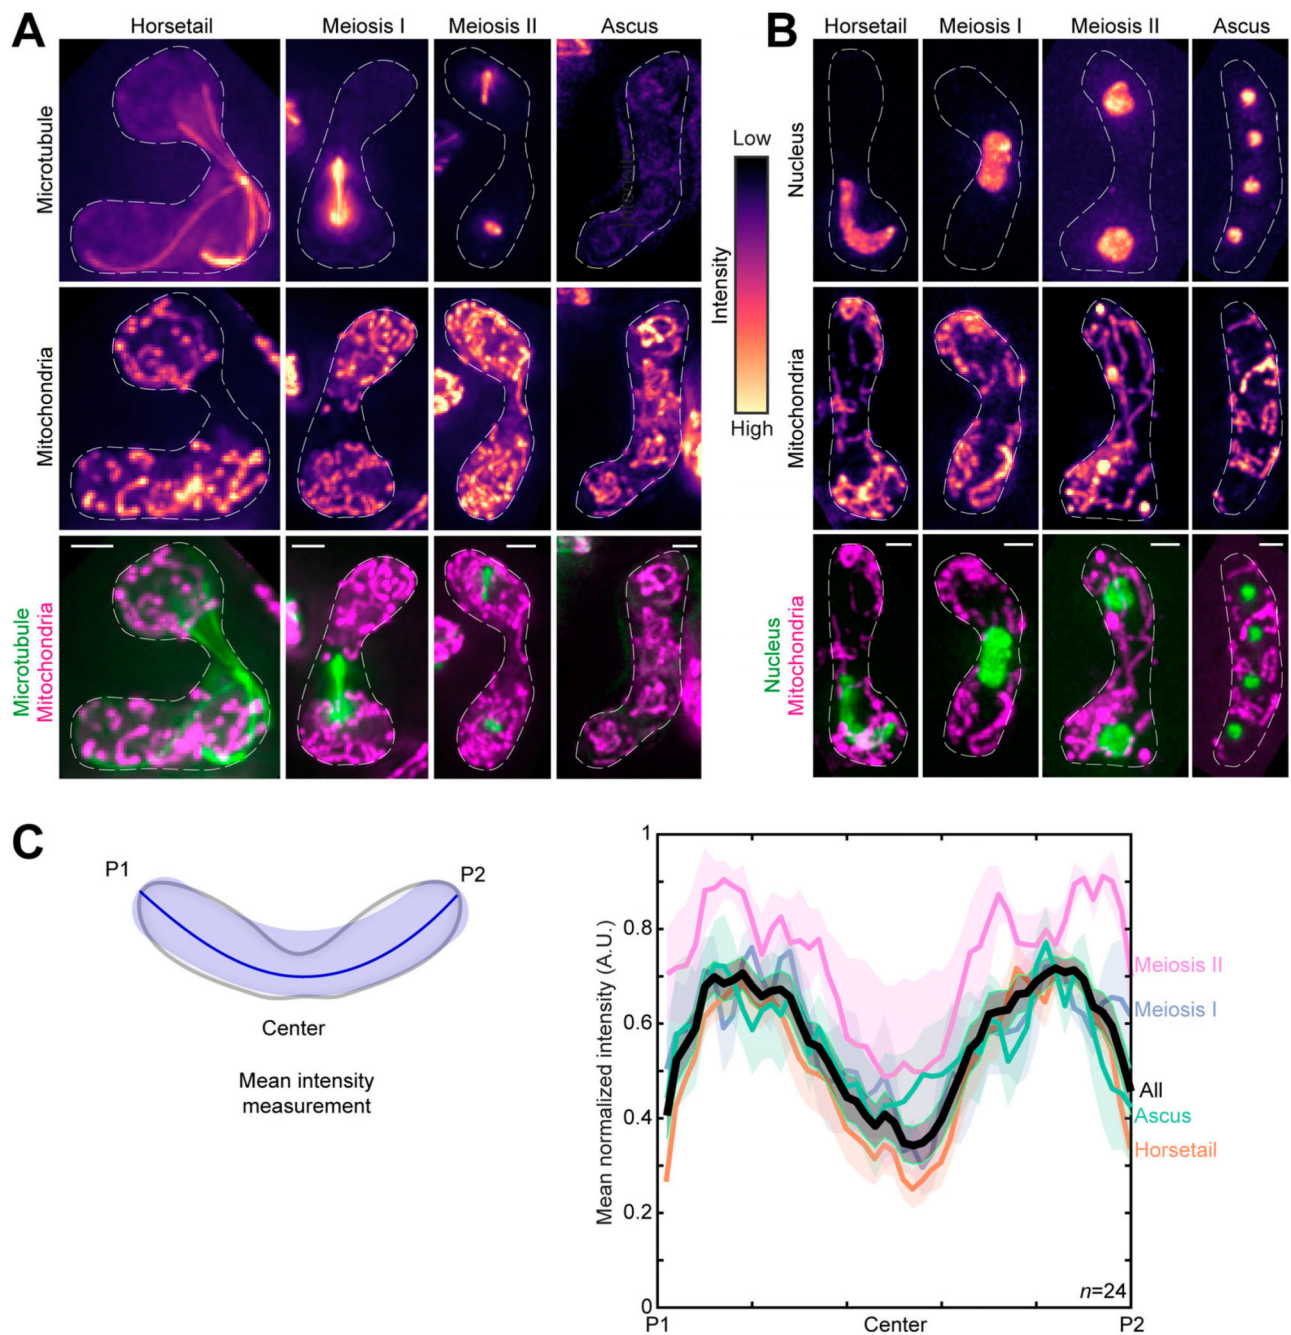 A
Horsetail
Meiosis I
Meiosis II
Ascus
Microtubule
Mitochondria
Microtubule
Mitochondria
Low
Intensity
High
B
Horsetail
Meiosis I
Meiosis II
Ascus
Nucleus
Mitochondria
Nucleus
Mitochondria
C
P1
P2
Center
Mean intensity
measurement
Mean normalized intensity (A.U.)
1
0.8
0.6
0.4
0.2
0
Meiosis II
Meiosis I
All
Ascus
Horsetail
n=24
P1
Center
P2